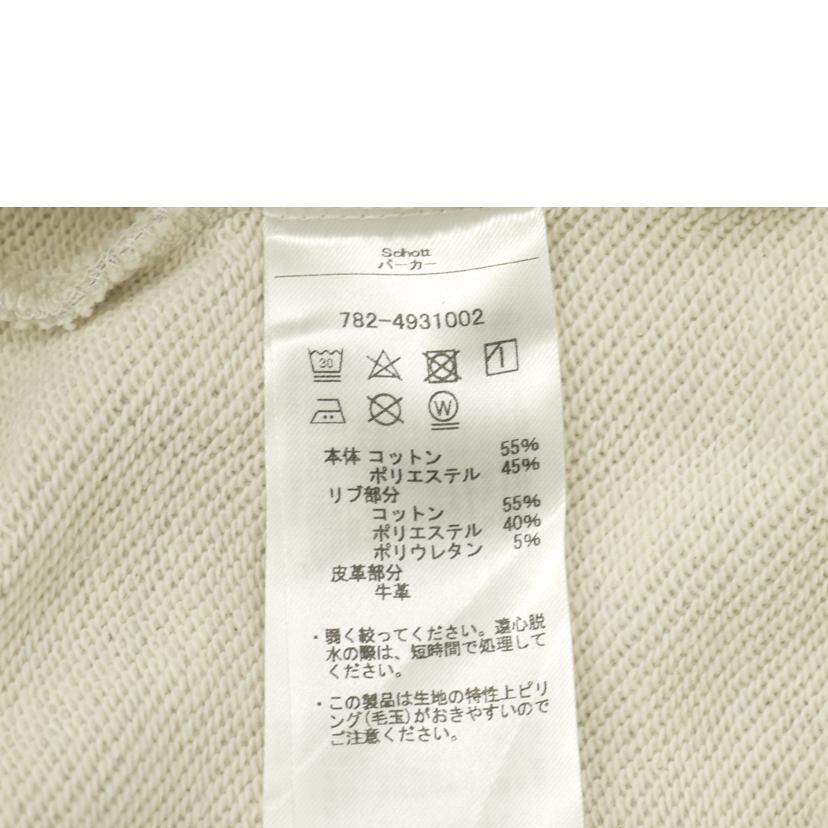 Schott
パーカー
782-4931002
30
W
本体 コットン 55%
ポリエステル 45%
リブ部分
コットン 55%
ポリエステル 40%
ポリウレタン 5%
皮革部分
牛革
・弱く絞ってください。遠心脱
水の際は、短時間で処理して
ください。
・この製品は生地の特性上ピリ
ング(毛玉)がおきやすいので
ご注意ください。